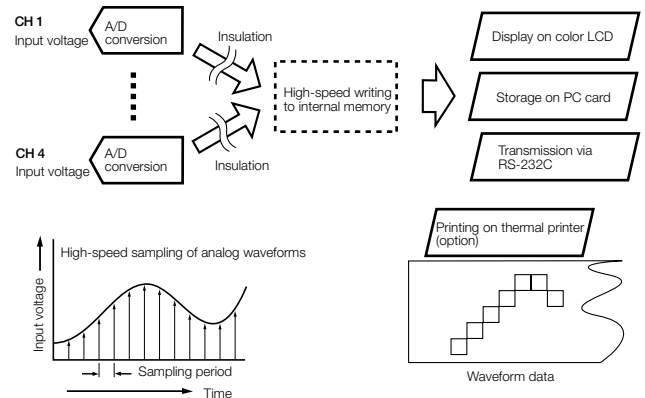 CH 1
Input voltage
A/D
conversion
Insulation
High-speed writing
to internal memory
CH 4
Input voltage
A/D
conversion
Insulation
Display on color LCD
Storage on PC card
Transmission via
RS-232C
Printing on thermal printer
(option)
High-speed sampling of analog waveforms
Input voltage
Sampling period
Time
Waveform data